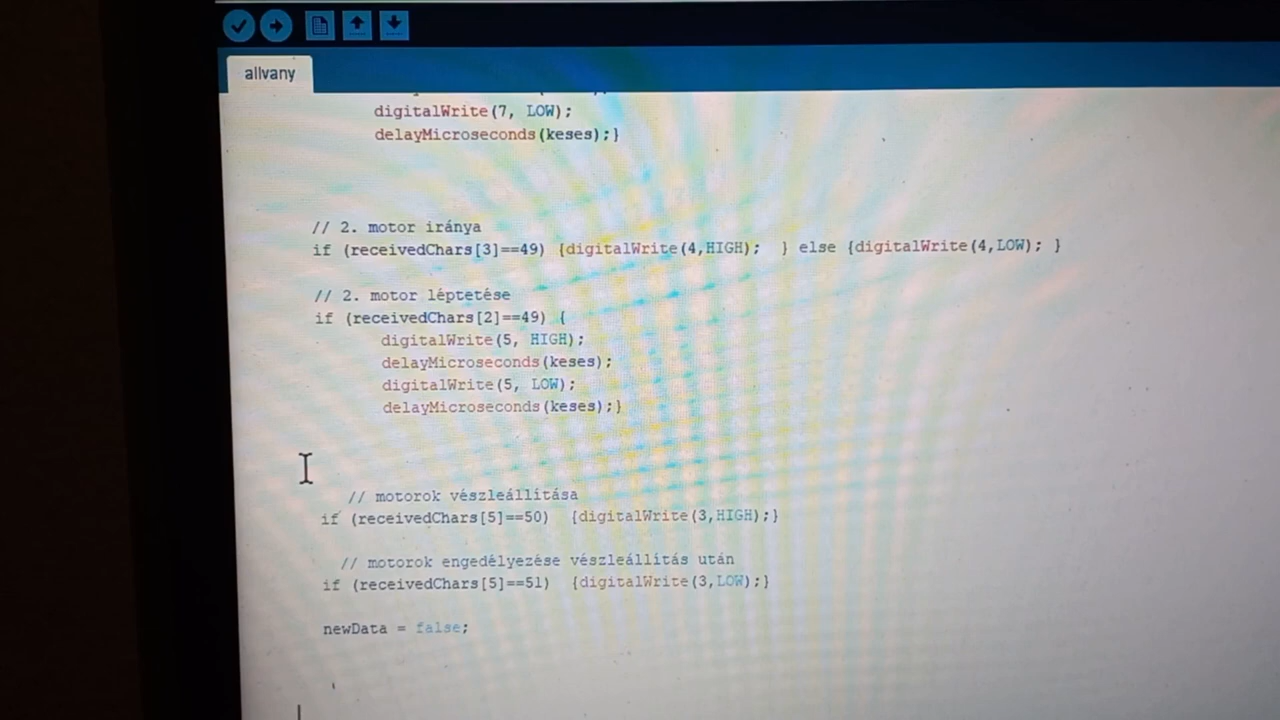 allvany
digitalWrite(7, LOW);
delayMicroseconds(keses);}
// 2. motor iránya
if (receivedChars[3]==49) {digitalWrite(4,HIGH);  } else {digitalWrite(4,LOW); }
// 2. motor léptetése
if (receivedChars[2]==49) {
digitalWrite(5, HIGH);
delayMicroseconds(keses);
digitalWrite(5, LOW);
delayMicroseconds(keses);}
// motorok vészleállítása
if (receivedChars[5]==50)  {digitalWrite(3,HIGH);}
// motorok engedélyezése vészleállítás után
if (receivedChars[5]==51)  {digitalWrite(3,LOW);}
newData = false;